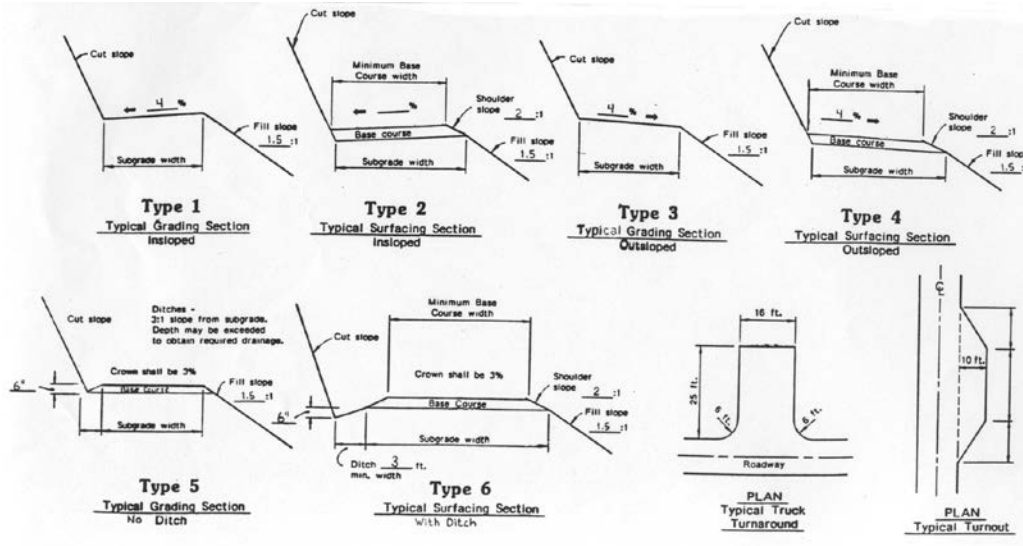 Cut slope
4 %
Fill slope
1.5 :1
Subgrade width
Type 1
Typical Grading Section
Insloped
Cut slope
Minimum Base
Course width
%
Shoulder
slope
2 :1
Base course
Fill slope
1.5 :1
Subgrade width
Type 2
Typical Surfacing Section
Insloped
Cut slope
4 %
Fill slope
1.5 :1
Subgrade width
Type 3
Typical Grading Section
Outsloped
Cut slope
Minimum Base
Course width
4 %
Shoulder
slope 2 :1
Base course
Fill slope
1.5 :1
Subgrade width
Type 4
Typical Surfacing Section
Outsloped
Cut slope
Ditches -
3:1 slope from subgrade.
Depth may be exceeded
to obtain required drainage.
Crown shall be 3%
6"
Base Course
Fill slope
1.5 :1
Subgrade width
Type 5
Typical Grading Section
No Ditch
Cut slope
Minimum Base
Course width
Crown shall be 3%
Shoulder
slope
2 :1
6"
Base Course
Fill slope
1.5 :1
Subgrade width
Ditch 3 ft.
min. width
Type 6
Typical Surfacing Section
With Ditch
16 ft.
25 ft.
6 ft.
6 ft.
Roadway
PLAN
Typical Truck
Turnaround
℄
10 ft.
PLAN
Typical Turnout